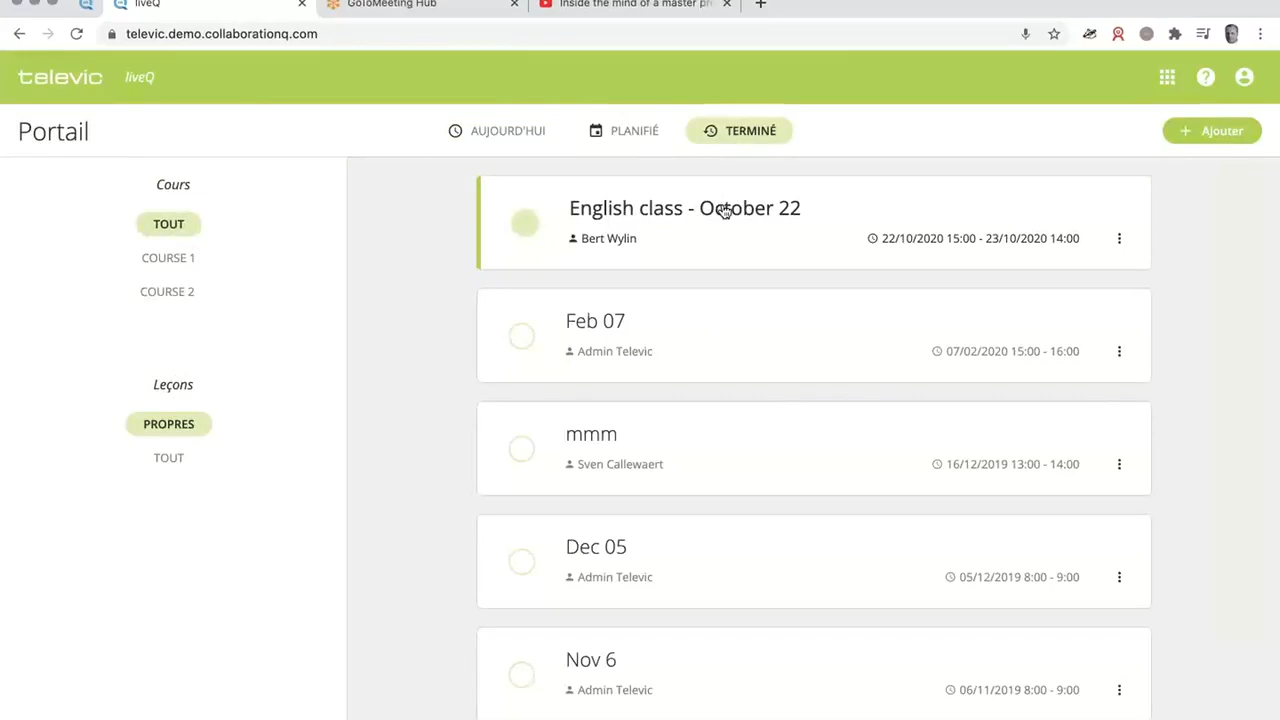 liveQ
GoToMeeting Hub
Inside the mind of a master pr
televic.demo.collaborationq.com
televic liveQ
Portail
AUJOURD'HUI
PLANIFIÉ
TERMINÉ
Ajouter
Cours
TOUT
COURSE 1
COURSE 2
Leçons
PROPRES
TOUT
English class - October 22
Bert Wylin
22/10/2020 15:00 - 23/10/2020 14:00
Feb 07
Admin Televic
07/02/2020 15:00 - 16:00
mmm
Sven Callewaert
16/12/2019 13:00 - 14:00
Dec 05
Admin Televic
05/12/2019 8:00 - 9:00
Nov 6
Admin Televic
06/11/2019 8:00 - 9:00